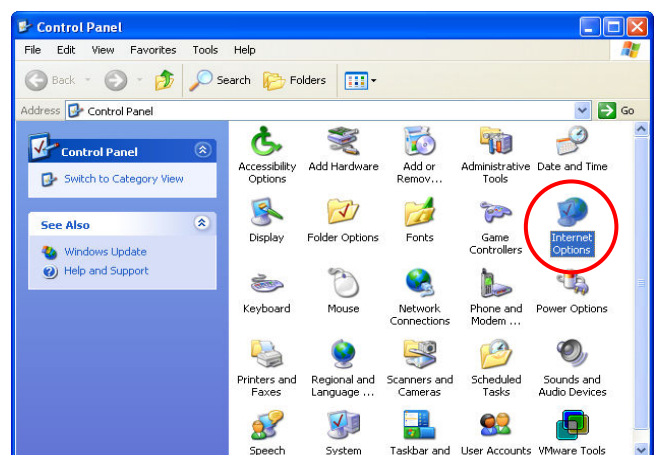 Control Panel
File Edit View Favorites Tools Help
Back Search Folders
Address Control Panel Go
Control Panel
Switch to Category View
See Also
Windows Update
Help and Support
Accessibility Options
Add Hardware
Add or Remov...
Administrative Tools
Date and Time
Display
Folder Options
Fonts
Game Controllers
Internet Options
Keyboard
Mouse
Network Connections
Phone and Modem ...
Power Options
Printers and Faxes
Regional and Language ...
Scanners and Cameras
Scheduled Tasks
Sounds and Audio Devices
Speech
System
Taskbar and
User Accounts
VMware Tools